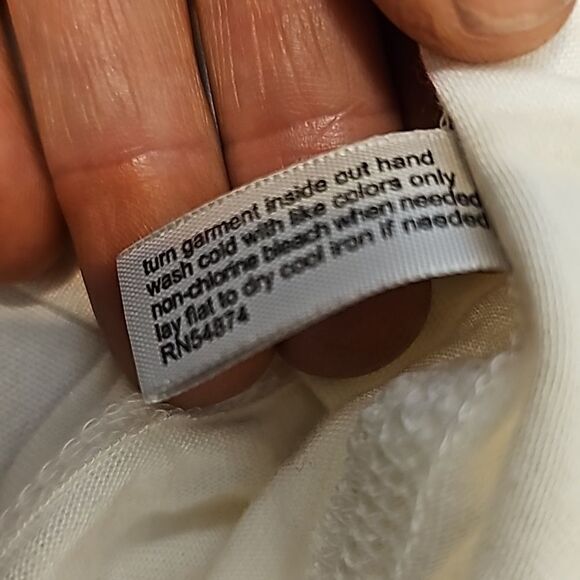 turn garment inside out hand
wash cold with like colors only
non-chlorine bleach when needed
lay flat to dry cool iron if needed
RN54874